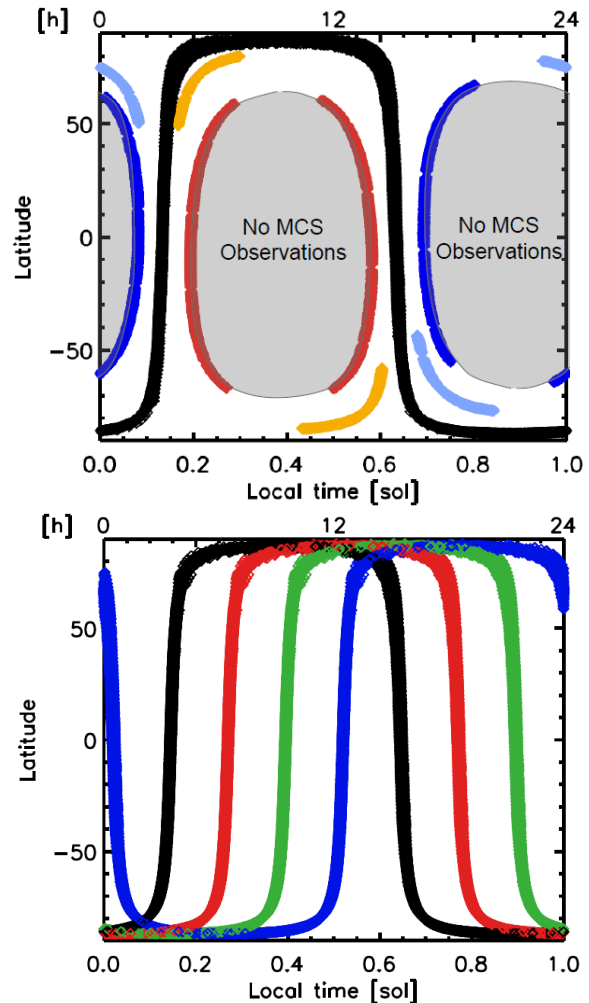 [h] 0 12 24
50
No MCS
Observations
No MCS
Observations
0
Latitude
−50
0.0 0.2 0.4 0.6 0.8 1.0
Local time [sol]
[h] 0 12 24
50
0
Latitude
−50
0.0 0.2 0.4 0.6 0.8 1.0
Local time [sol]